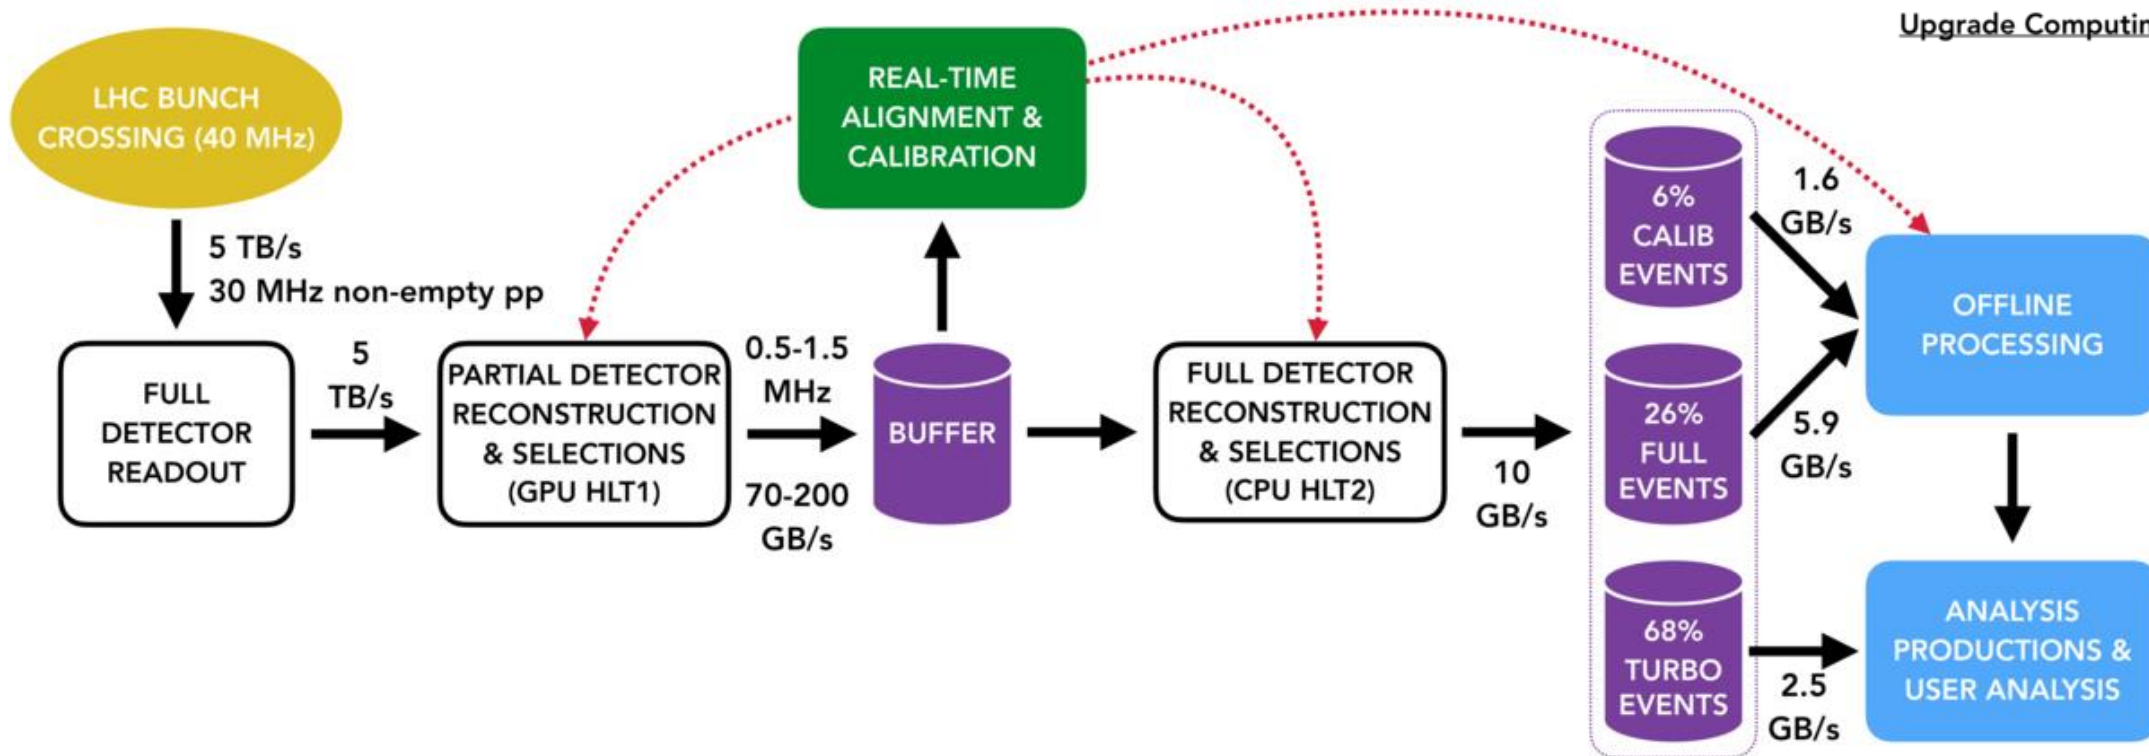 Upgrade Computin
LHC BUNCH
CROSSING (40 MHz)
REAL-TIME
ALIGNMENT &
CALIBRATION
5 TB/s
30 MHz non-empty pp
FULL
DETECTOR
READOUT
5
TB/s
PARTIAL DETECTOR
RECONSTRUCTION
& SELECTIONS
(GPU HLT1)
0.5-1.5
MHz
70-200
GB/s
BUFFER
FULL DETECTOR
RECONSTRUCTION
& SELECTIONS
(CPU HLT2)
10
GB/s
6%
CALIB
EVENTS
1.6
GB/s
26%
FULL
EVENTS
5.9
GB/s
68%
TURBO
EVENTS
2.5
GB/s
OFFLINE
PROCESSING
ANALYSIS
PRODUCTIONS &
USER ANALYSIS